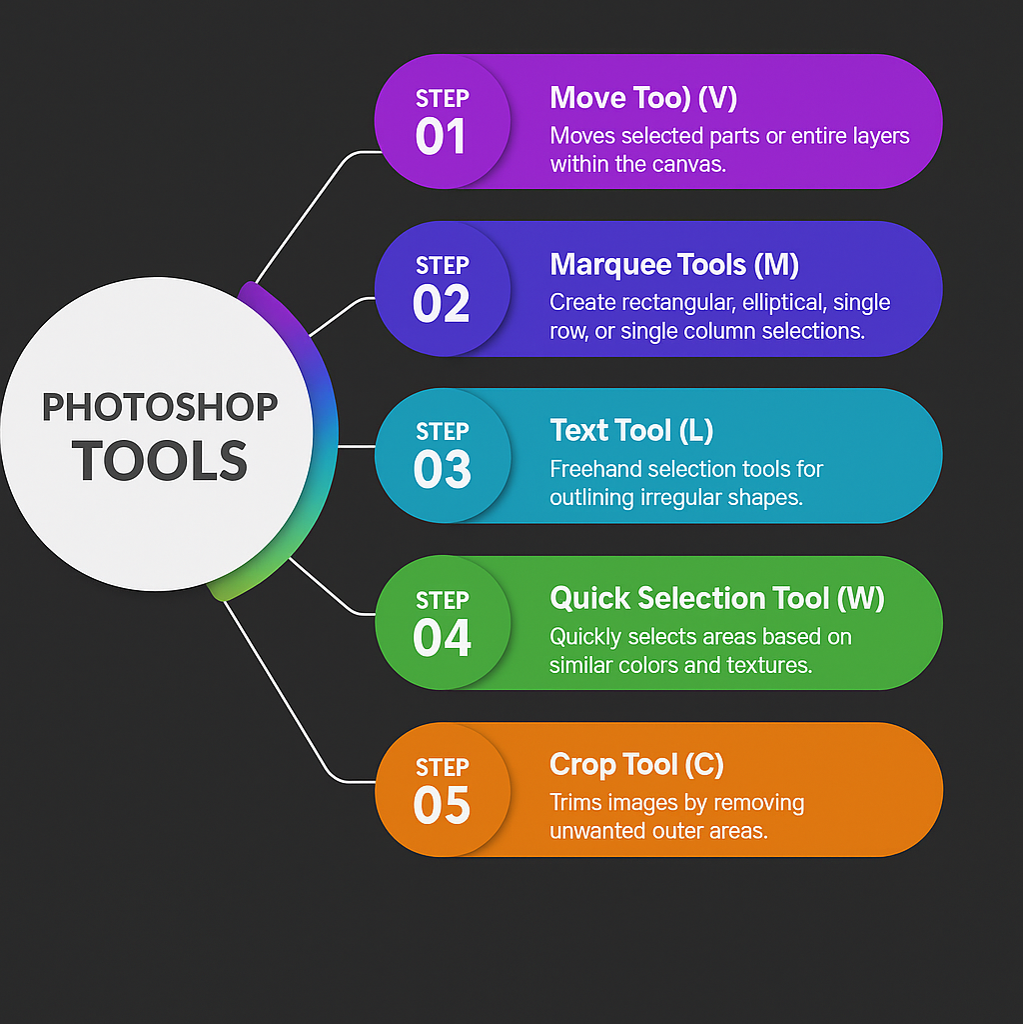 PHOTOSHOP
TOOLS
STEP
01
Move Too) (V)
Moves selected parts or entire layers
within the canvas.
STEP
02
Marquee Tools (M)
Create rectangular, elliptical, single
row, or single column selections.
STEP
03
Text Tool (L)
Freehand selection tools for
outlining irregular shapes.
STEP
04
Quick Selection Tool (W)
Quickly selects areas based on
similar colors and textures.
STEP
05
Crop Tool (C)
Trims images by removing
unwanted outer areas.